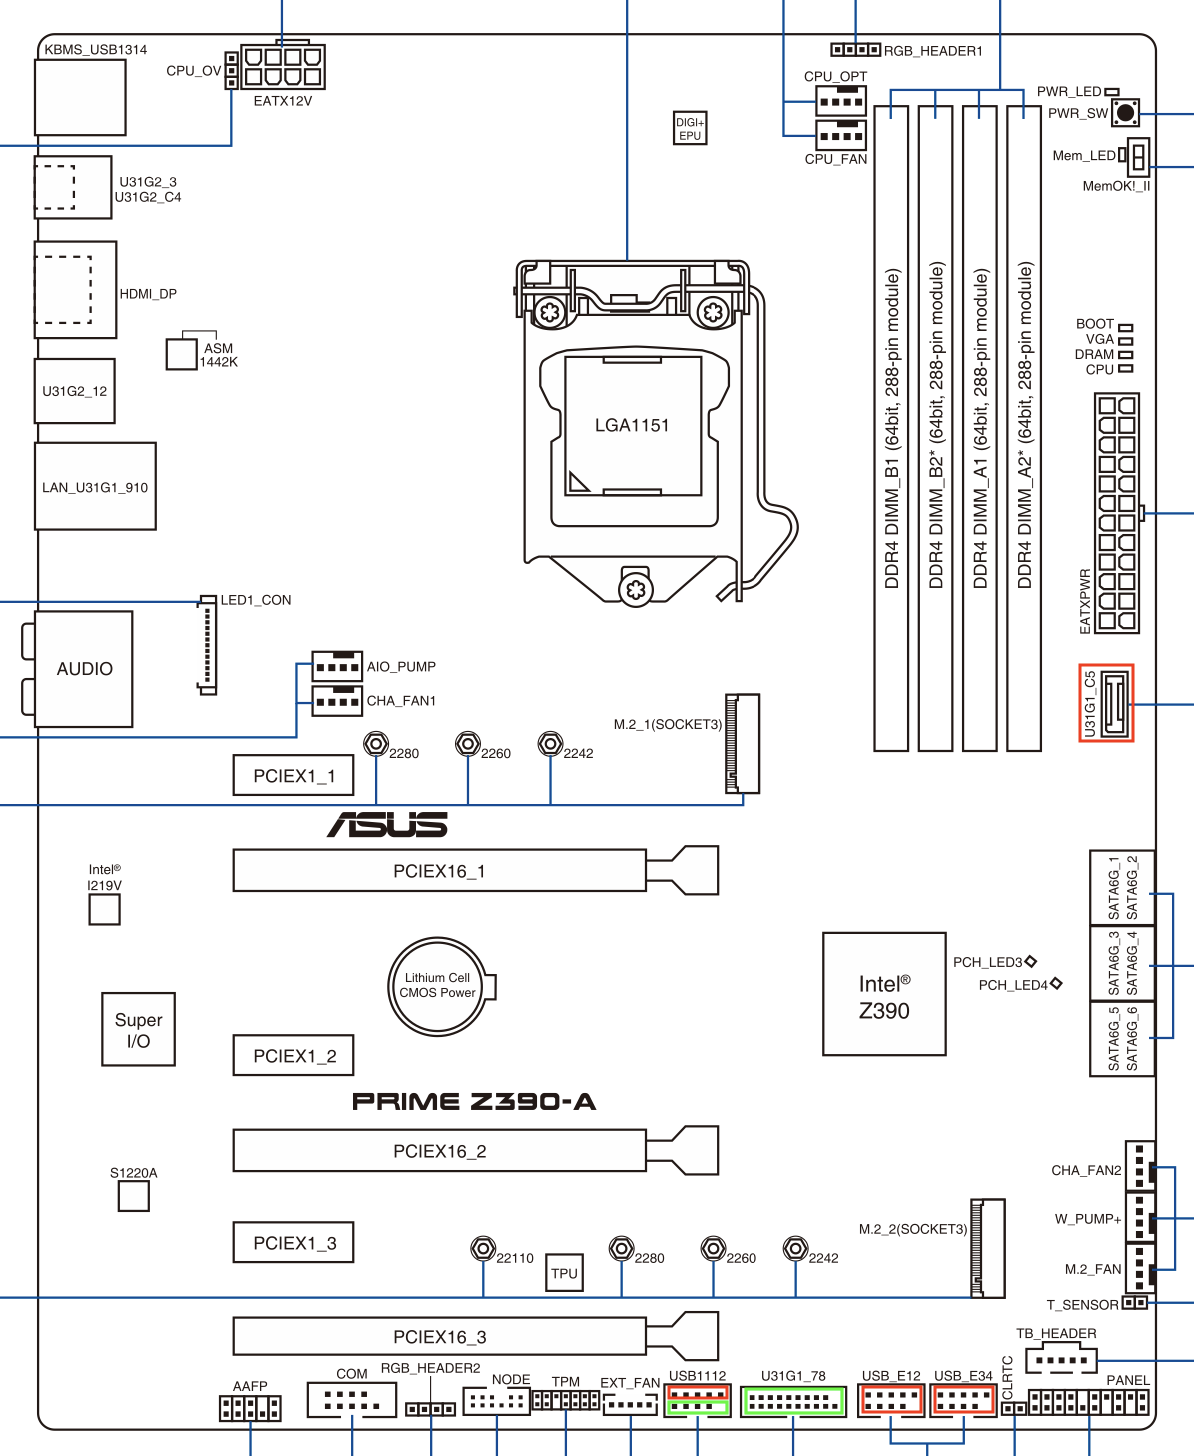 KBMS_USB1314
CPU_OV
EATX12V
RGB_HEADER1
CPU_OPT
CPU_FAN
DIGI+
EPU
PWR_LED
PWR_SW
Mem_LED
MemOK!_II
U31G2_3
U31G2_C4
HDMI_DP
ASM
1442K
U31G2_12
LAN_U31G1_910
LGA1151
DDR4 DIMM_B1 (64bit, 288-pin module)
DDR4 DIMM_B2* (64bit, 288-pin module)
DDR4 DIMM_A1 (64bit, 288-pin module)
DDR4 DIMM_A2* (64bit, 288-pin module)
BOOT
VGA
DRAM
CPU
EATXPWR
LED1_CON
AUDIO
AIO_PUMP
CHA_FAN1
U31G1_C5
M.2_1(SOCKET3)
2280
2260
2242
PCIEX1_1
ASUS
PCIEX16_1
Intel®
I219V
Lithium Cell
CMOS Power
Super
I/O
Intel®
Z390
PCH_LED3
PCH_LED4
SATA6G_1
SATA6G_2
SATA6G_3
SATA6G_4
SATA6G_5
SATA6G_6
PCIEX1_2
PRIME Z390-A
PCIEX16_2
S1220A
PCIEX1_3
22110
TPU
2280
2260
2242
M.2_2(SOCKET3)
CHA_FAN2
W_PUMP+
M.2_FAN
T_SENSOR
PCIEX16_3
TB_HEADER
AAFP
COM
RGB_HEADER2
NODE
TPM
EXT_FAN
USB1112
U31G1_78
USB_E12
USB_E34
CLRTC
PANEL